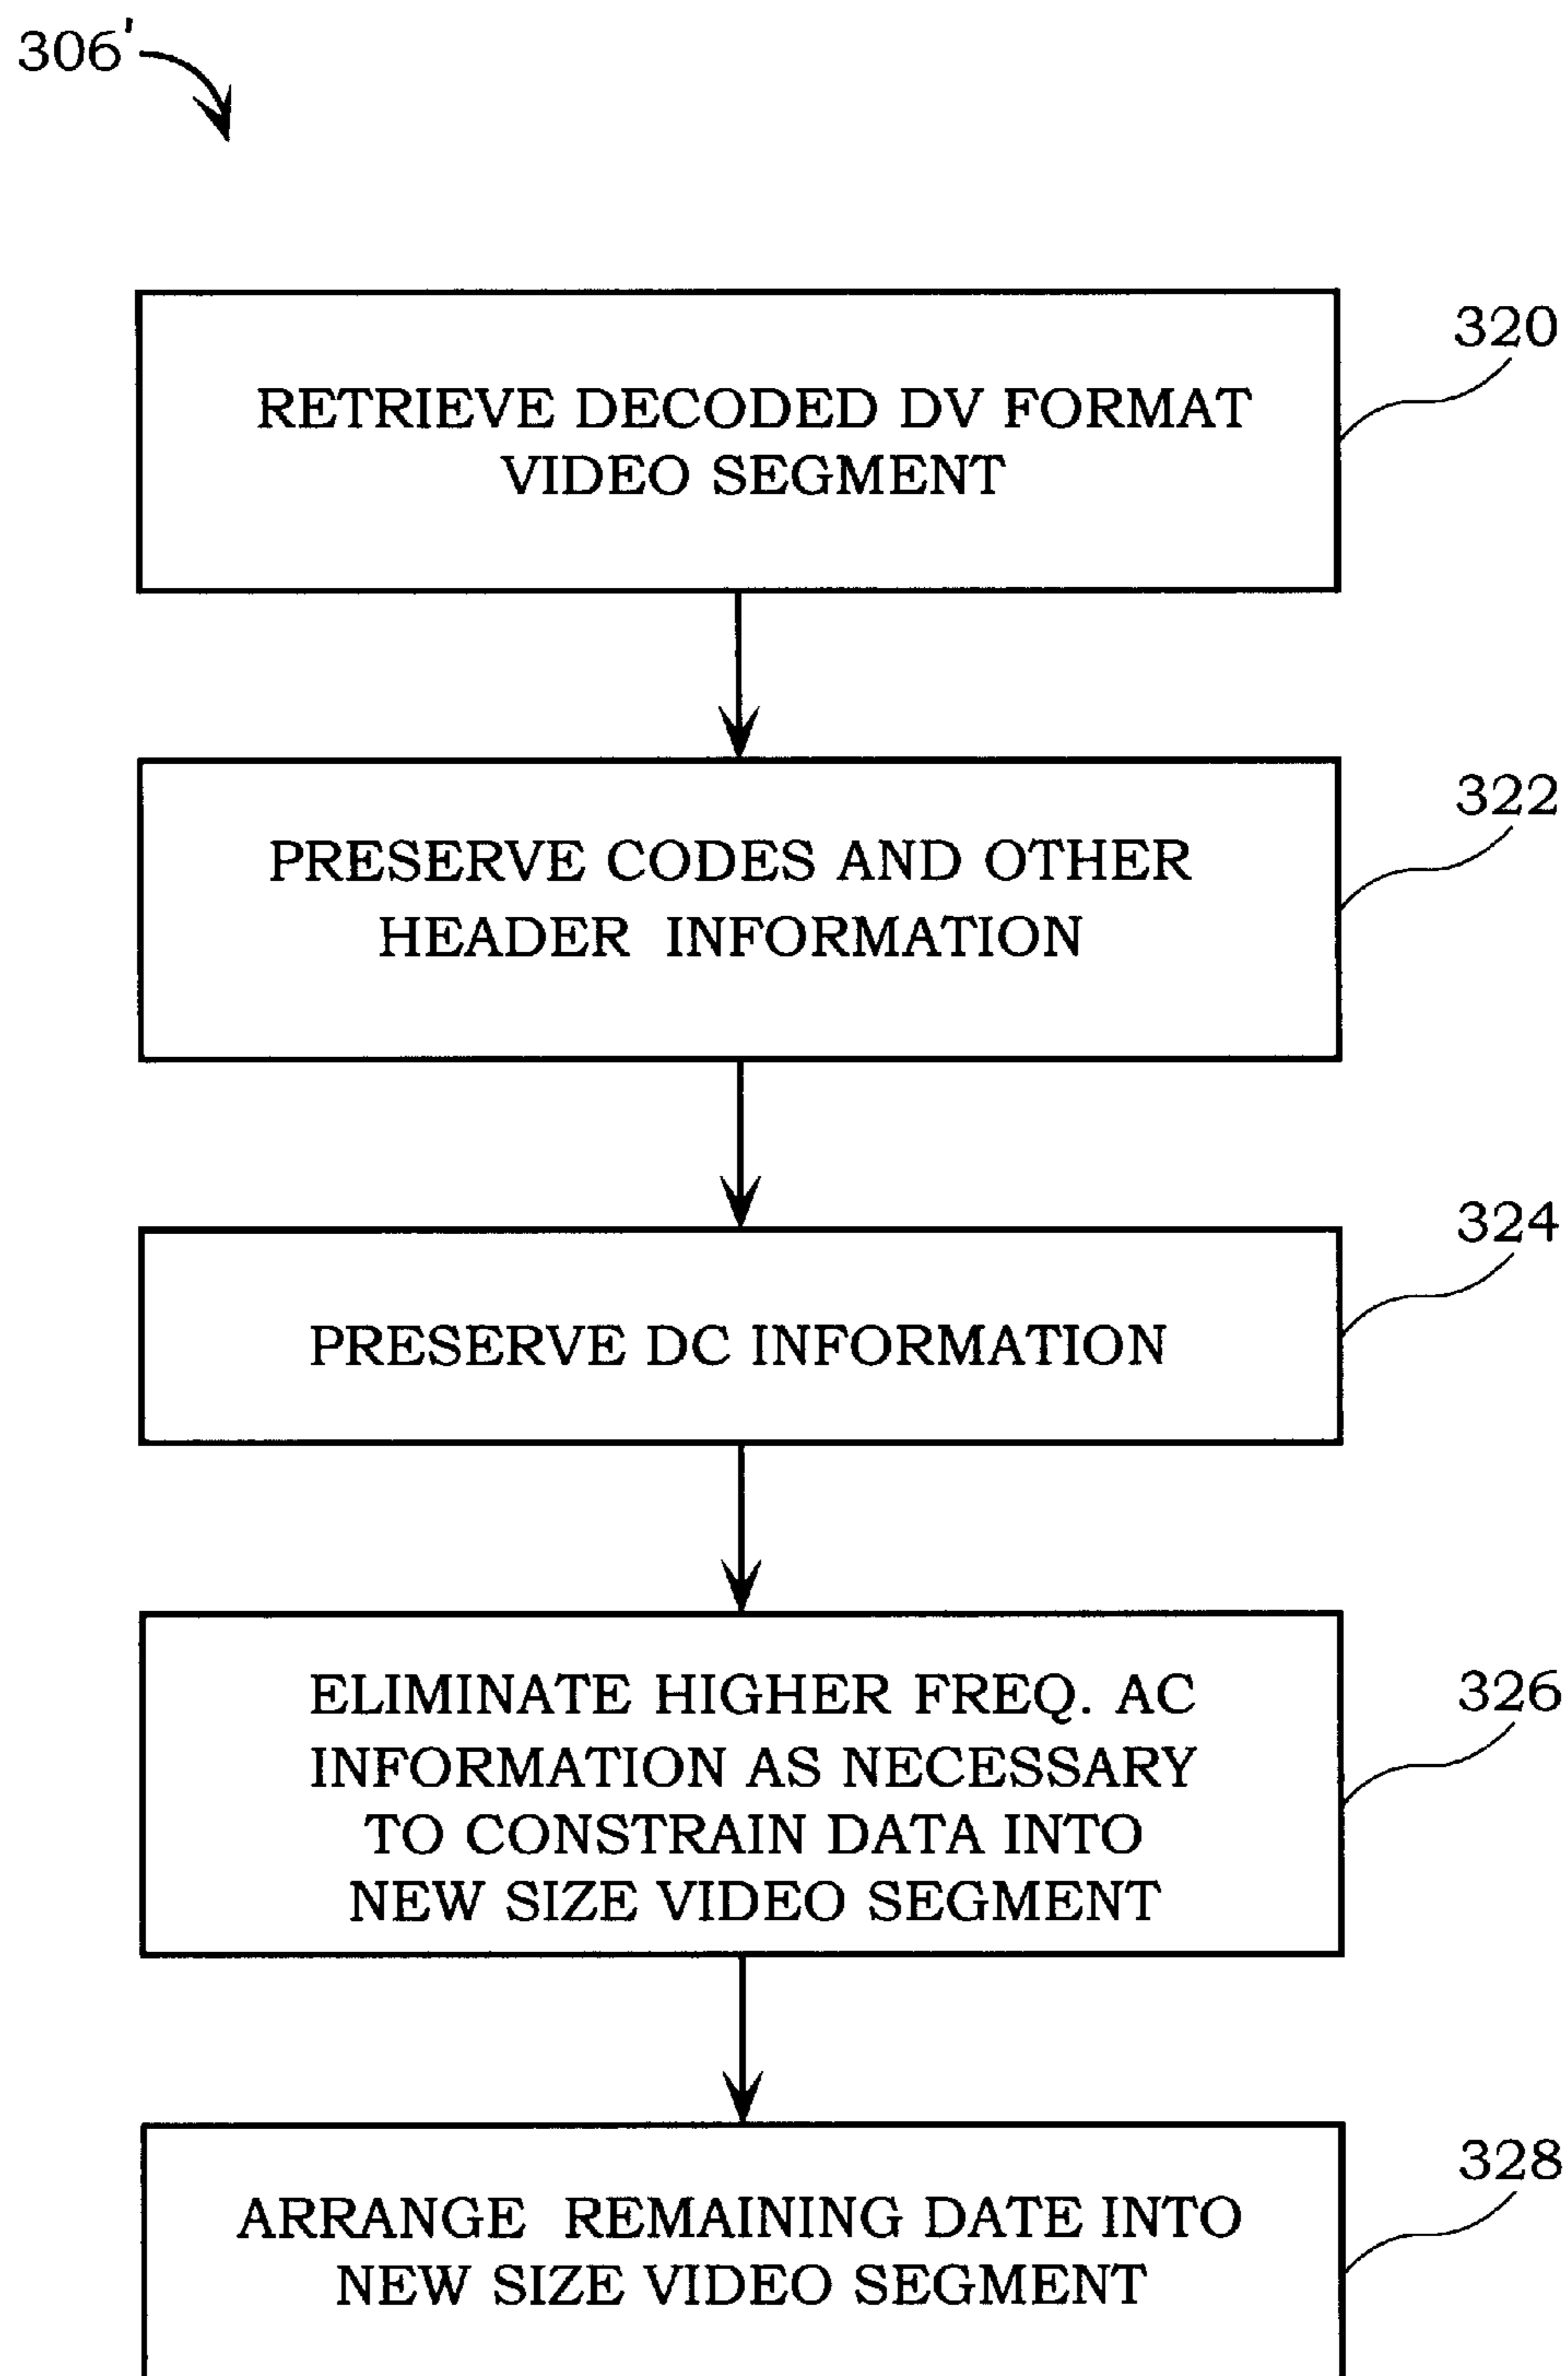 306'
320
RETRIEVE DECODED DV FORMAT
VIDEO SEGMENT
322
PRESERVE CODES AND OTHER
HEADER INFORMATION
324
PRESERVE DC INFORMATION
326
ELIMINATE HIGHER FREQ. AC
INFORMATION AS NECESSARY
TO CONSTRAIN DATA INTO
NEW SIZE VIDEO SEGMENT
328
ARRANGE REMAINING DATE INTO
NEW SIZE VIDEO SEGMENT